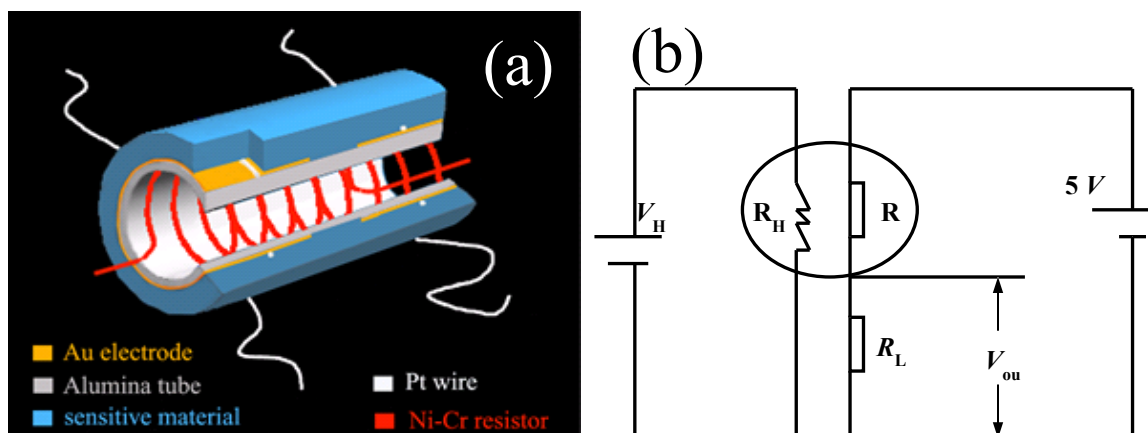 (a)
Au electrode
Alumina tube
sensitive material
Pt wire
Ni-Cr resistor
(b)
V_H
R_H
R
5 V
R_L
V_ou